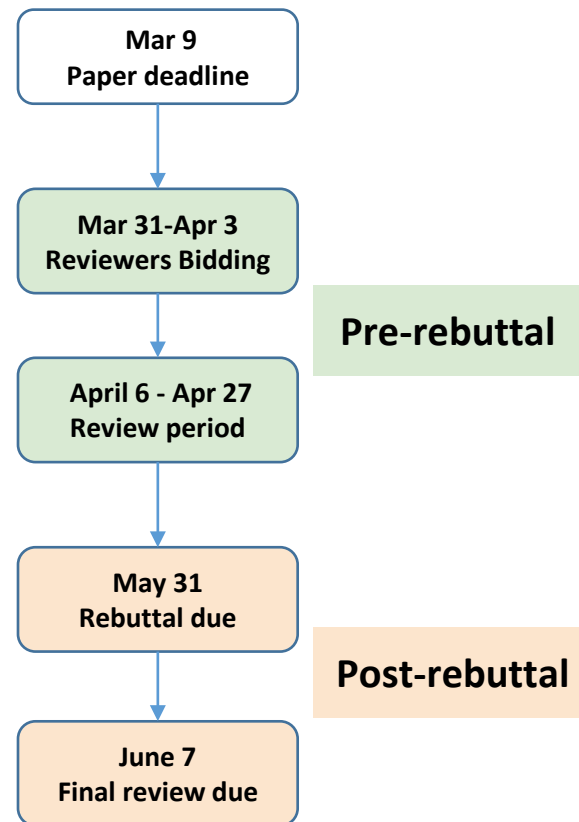 Mar 9
Paper deadline
Mar 31-Apr 3
Reviewers Bidding
Pre-rebuttal
April 6 - Apr 27
Review period
May 31
Rebuttal due
Post-rebuttal
June 7
Final review due